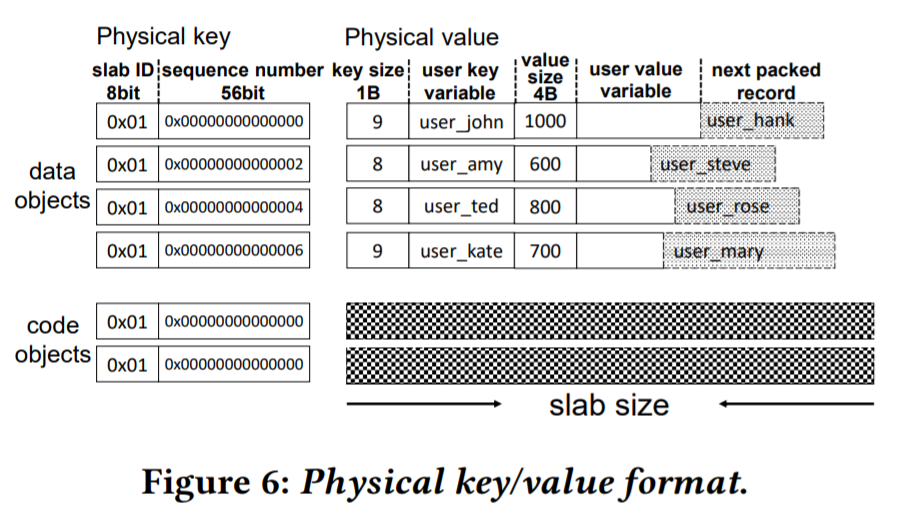 Physical key Physical value
slab ID sequence number key size user key value size user value next packed record
8bit 56bit 1B variable 4B variable
data objects
0x01 0x00000000000000 9 user_john 1000 user_hank
0x01 0x00000000000002 8 user_amy 600 user_steve
0x01 0x00000000000004 8 user_ted 800 user_rose
0x01 0x00000000000006 9 user_kate 700 user_mary
code objects
0x01 0x00000000000000
0x01 0x00000000000000
slab size
Figure 6: Physical key/value format.